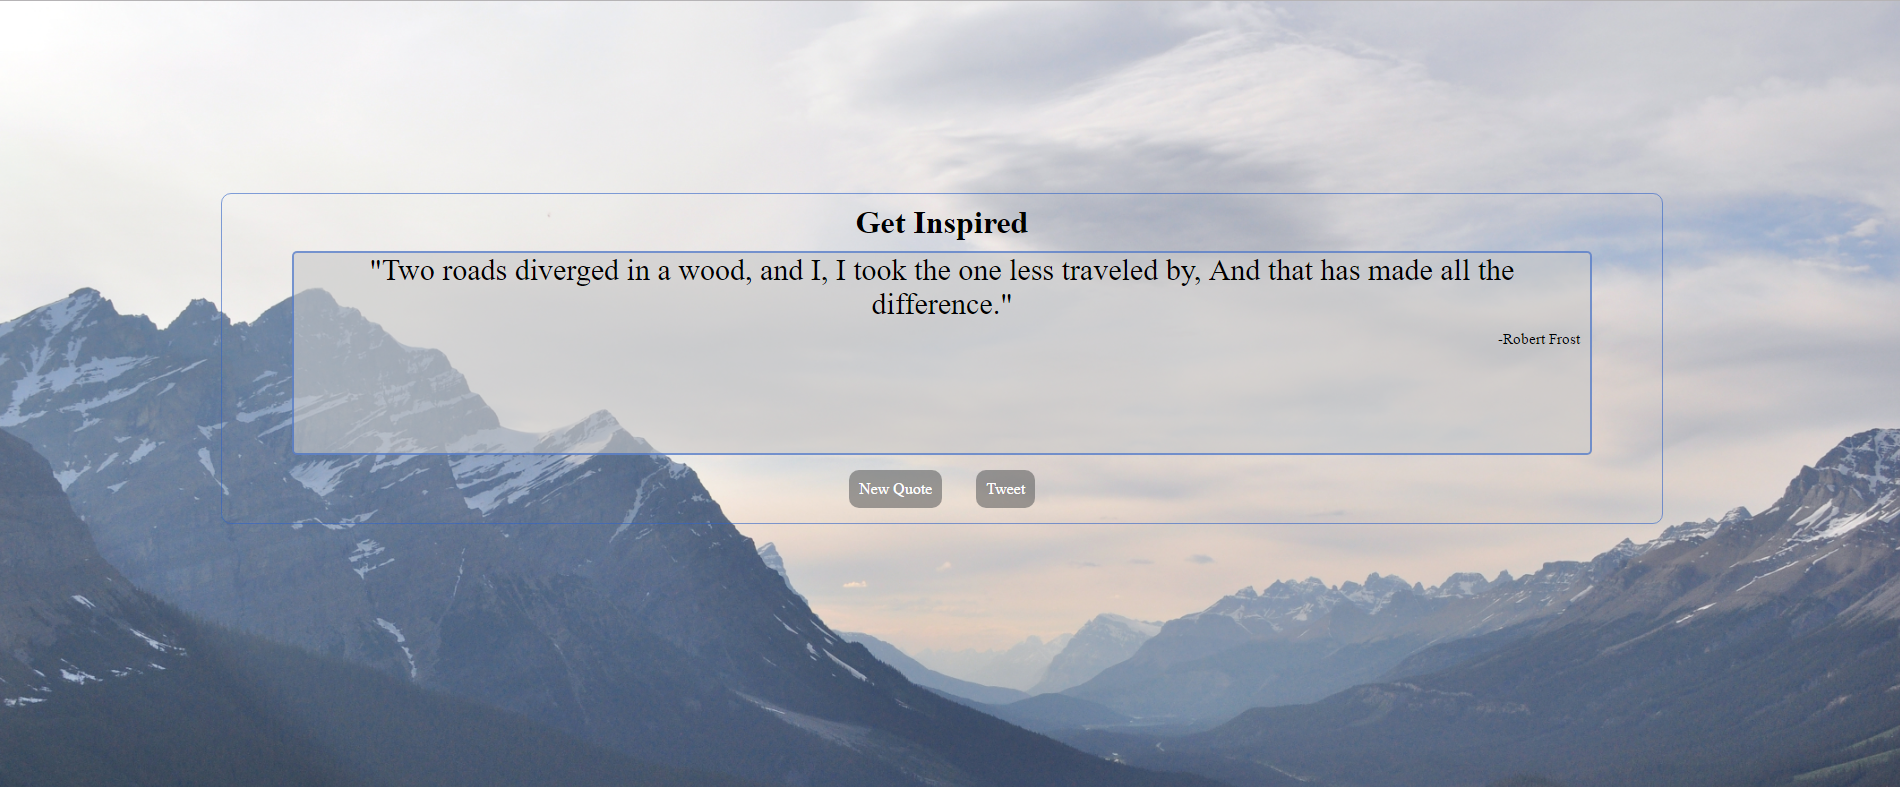 Get Inspired
"Two roads diverged in a wood, and I, I took the one less traveled by, And that has made all the
difference."
-Robert Frost
New Quote
Tweet